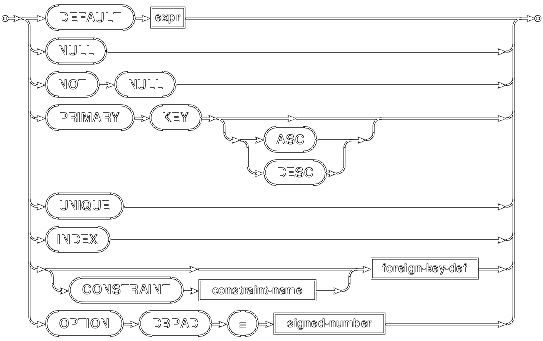 DEFAULT expr
NULL
NOT NULL
PRIMARY KEY
ASC
DESC
UNIQUE
INDEX
foreign-key-def
CONSTRAINT constraint-name
OPTION DBPAD = signed-number